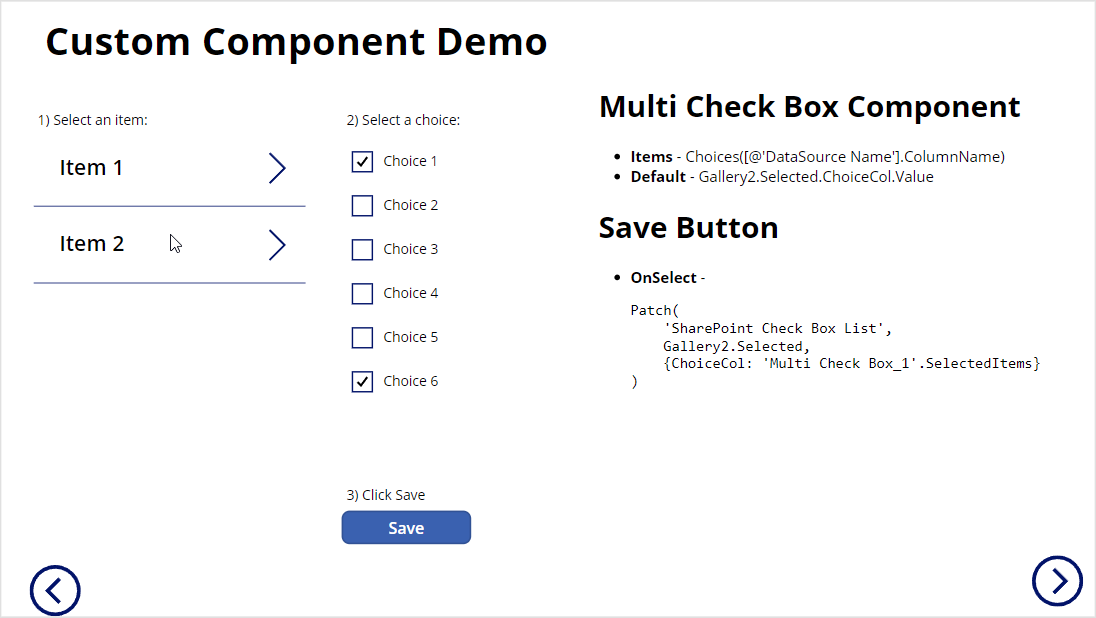 Custom Component Demo
1) Select an item:
Item 1
Item 2
2) Select a choice:
Choice 1
Choice 2
Choice 3
Choice 4
Choice 5
Choice 6
3) Click Save
Save
Multi Check Box Component
• Items - Choices([@'DataSource Name'].ColumnName)
• Default - Gallery2.Selected.ChoiceCol.Value
Save Button
• OnSelect -
Patch(
    'SharePoint Check Box List',
    Gallery2.Selected,
    {ChoiceCol: 'Multi Check Box_1'.SelectedItems}
)